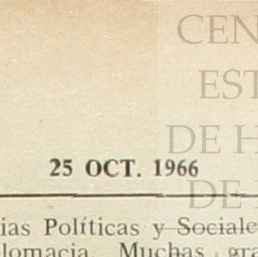 CEN
EST
DE H
25 OCT. 1966
DE H
ias Políticas y Sociale
lomacia. Muchas gra